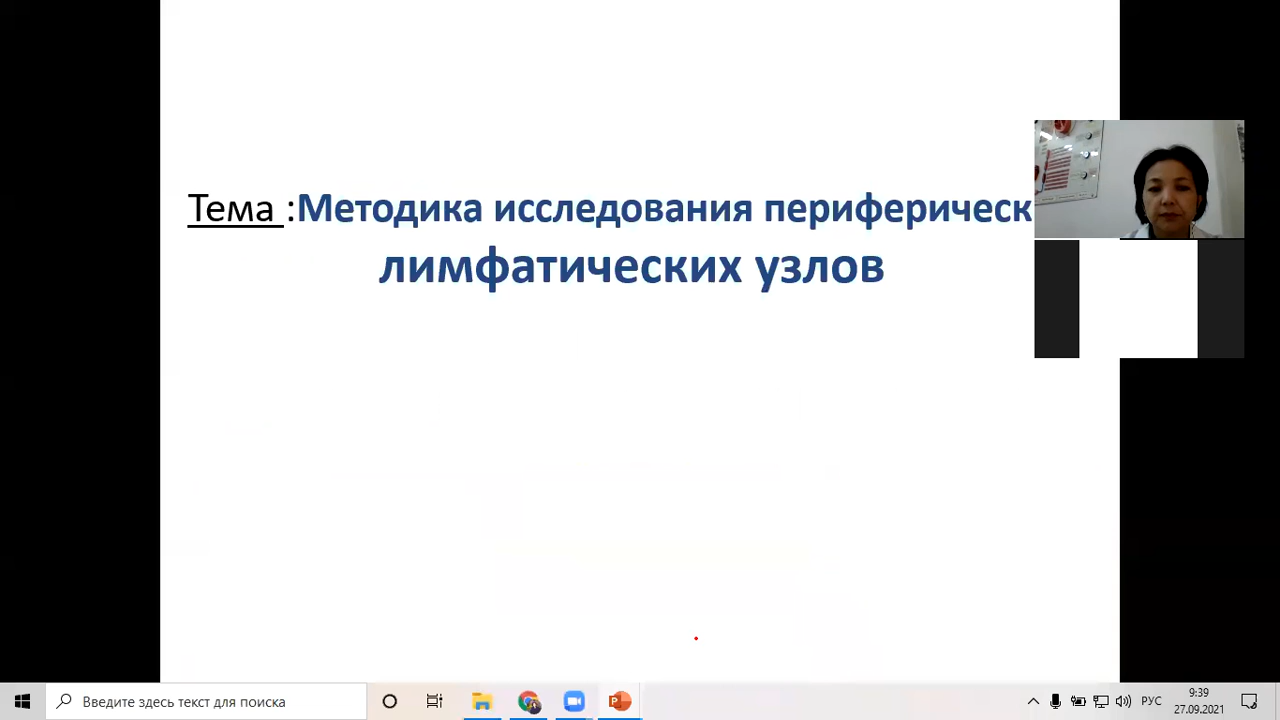 Тема :Методика исследования периферическ
лимфатических узлов
Введите здесь текст для поиска
РУС
9:39
27.09.2021